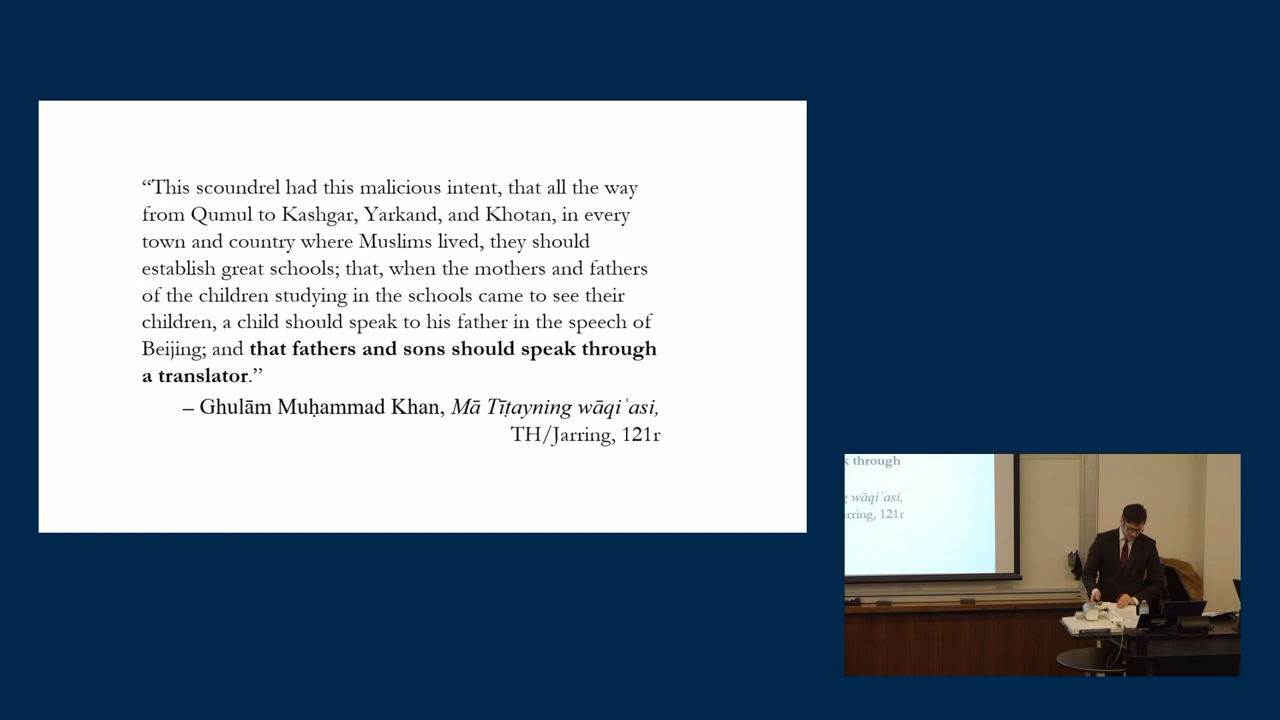 “This scoundrel had this malicious intent, that all the way
from Qumul to Kashgar, Yarkand, and Khotan, in every
town and country where Muslims lived, they should
establish great schools; that, when the mothers and fathers
of the children studying in the schools came to see their
children, a child should speak to his father in the speech of
Beijing; and that fathers and sons should speak through
a translator.”
– Ghulām Muḥammad Khan, Mā Tīṭayning wāqiʿasi,
TH/Jarring, 121r
k through
g wāqiʿasi,
arring, 121r